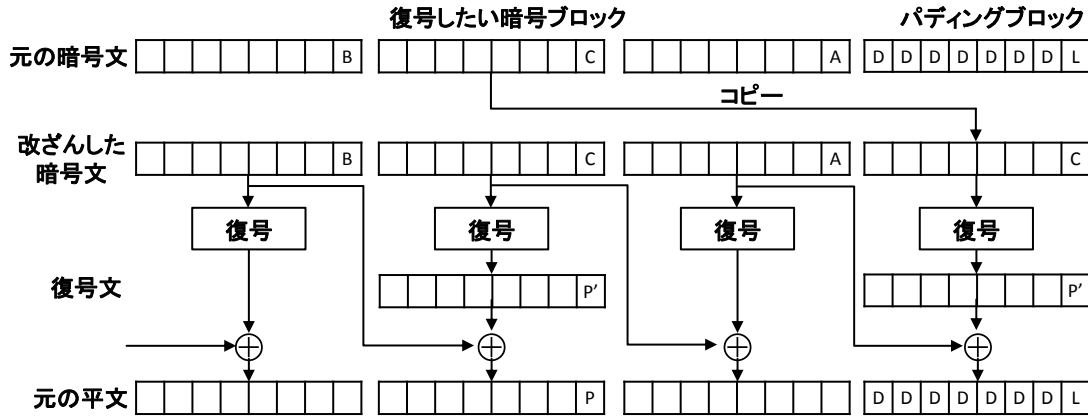 復号したい暗号ブロック パディングブロック
元の暗号文 B C A D D D D D D D L
コピー
改ざんした
暗号文 B C A C
復号 復号 復号 復号
復号文 P' P'
元の平文 P D D D D D D D L